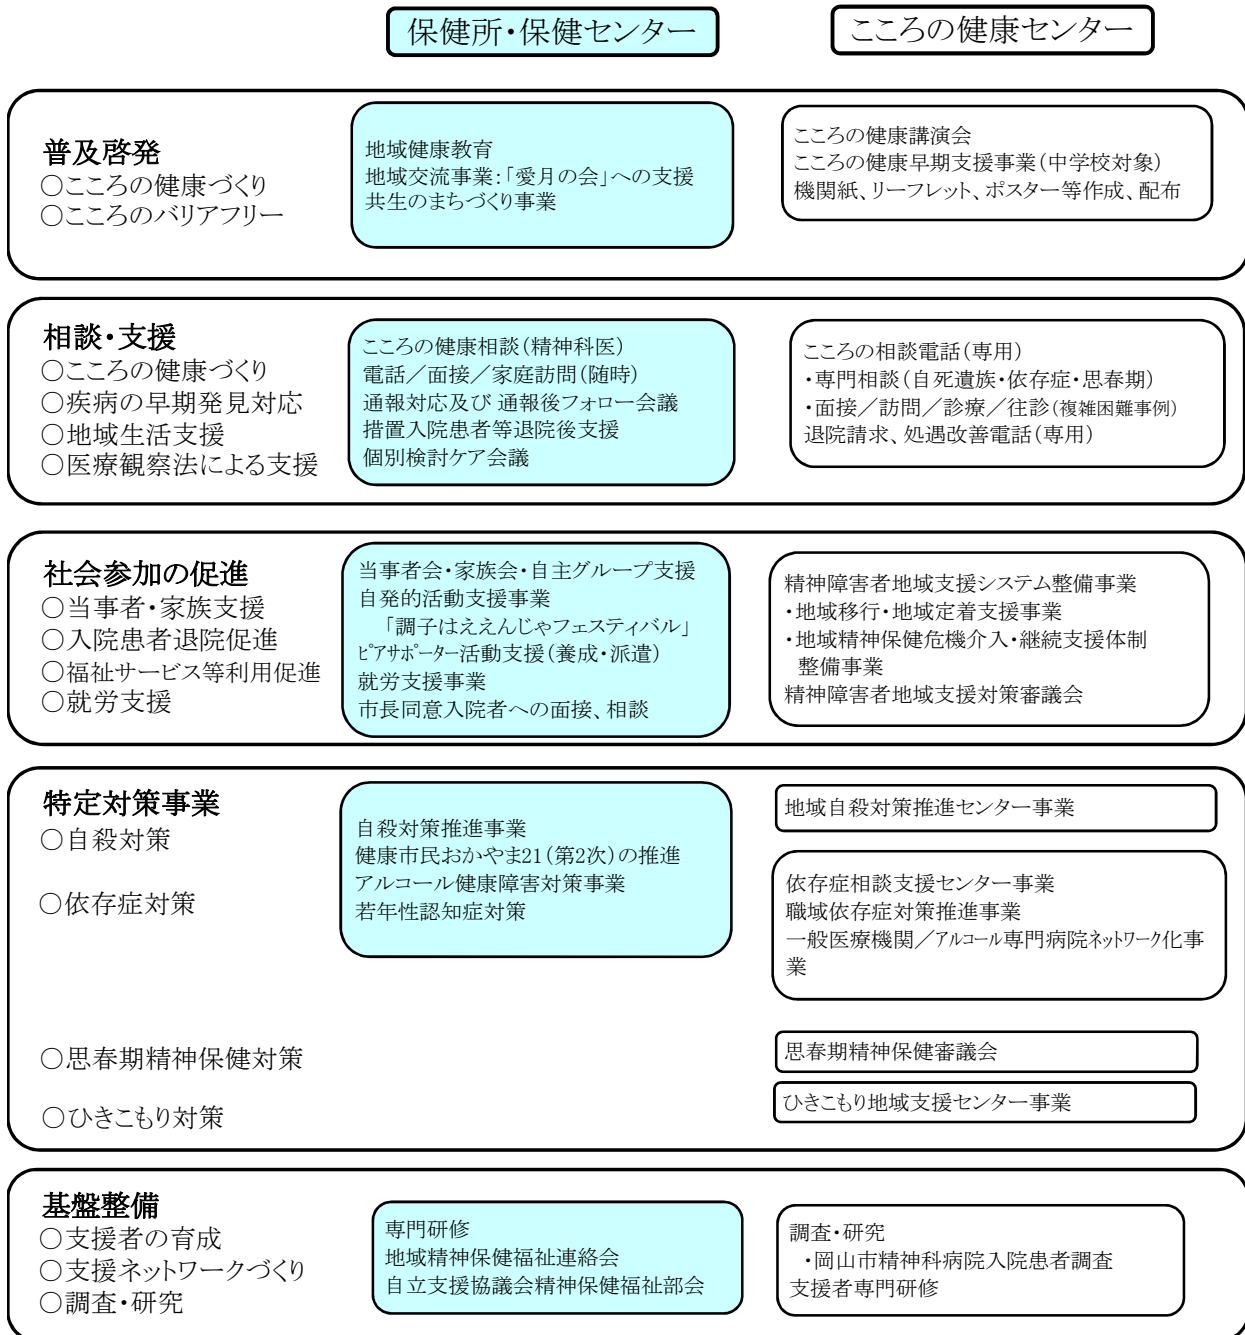 保健所・保健センター
こころの健康センター
普及啓発
○こころの健康づくり
○こころのバリアフリー
地域健康教育
地域交流事業:「愛月の会」への支援
共生のまちづくり事業
こころの健康講演会
こころの健康早期支援事業(中学校対象)
機関紙、リーフレット、ポスター等作成、配布
相談・支援
○こころの健康づくり
○疾病の早期発見対応
○地域生活支援
○医療観察法による支援
こころの健康相談(精神科医)
電話/面接/家庭訪問(随時)
通報対応及び 通報後フォロー会議
措置入院患者等退院後支援
個別検討ケア会議
こころの相談電話(専用)
・専門相談(自死遺族・依存症・思春期)
・面接/訪問/診療/往診(複雑困難事例)
退院請求、処遇改善電話(専用)
社会参加の促進
○当事者・家族支援
○入院患者退院促進
○福祉サービス等利用促進
○就労支援
当事者会・家族会・自主グループ支援
自発的活動支援事業
「調子はええんじゃフェスティバル」
ピアサポーター活動支援(養成・派遣)
就労支援事業
市長同意入院者への面接、相談
精神障害者地域支援システム整備事業
・地域移行・地域定着支援事業
・地域精神保健危機介入・継続支援体制
整備事業
精神障害者地域支援対策審議会
特定対策事業
○自殺対策
○依存症対策
○思春期精神保健対策
○ひきこもり対策
自殺対策推進事業
健康市民おかやま21(第2次)の推進
アルコール健康障害対策事業
若年性認知症対策
地域自殺対策推進センター事業
依存症相談支援センター事業
職域依存症対策推進事業
一般医療機関/アルコール専門病院ネットワーク化事
業
思春期精神保健審議会
ひきこもり地域支援センター事業
基盤整備
○支援者の育成
○支援ネットワークづくり
○調査・研究
専門研修
地域精神保健福祉連絡会
自立支援協議会精神保健福祉部会
調査・研究
・岡山市精神科病院入院患者調査
支援者専門研修